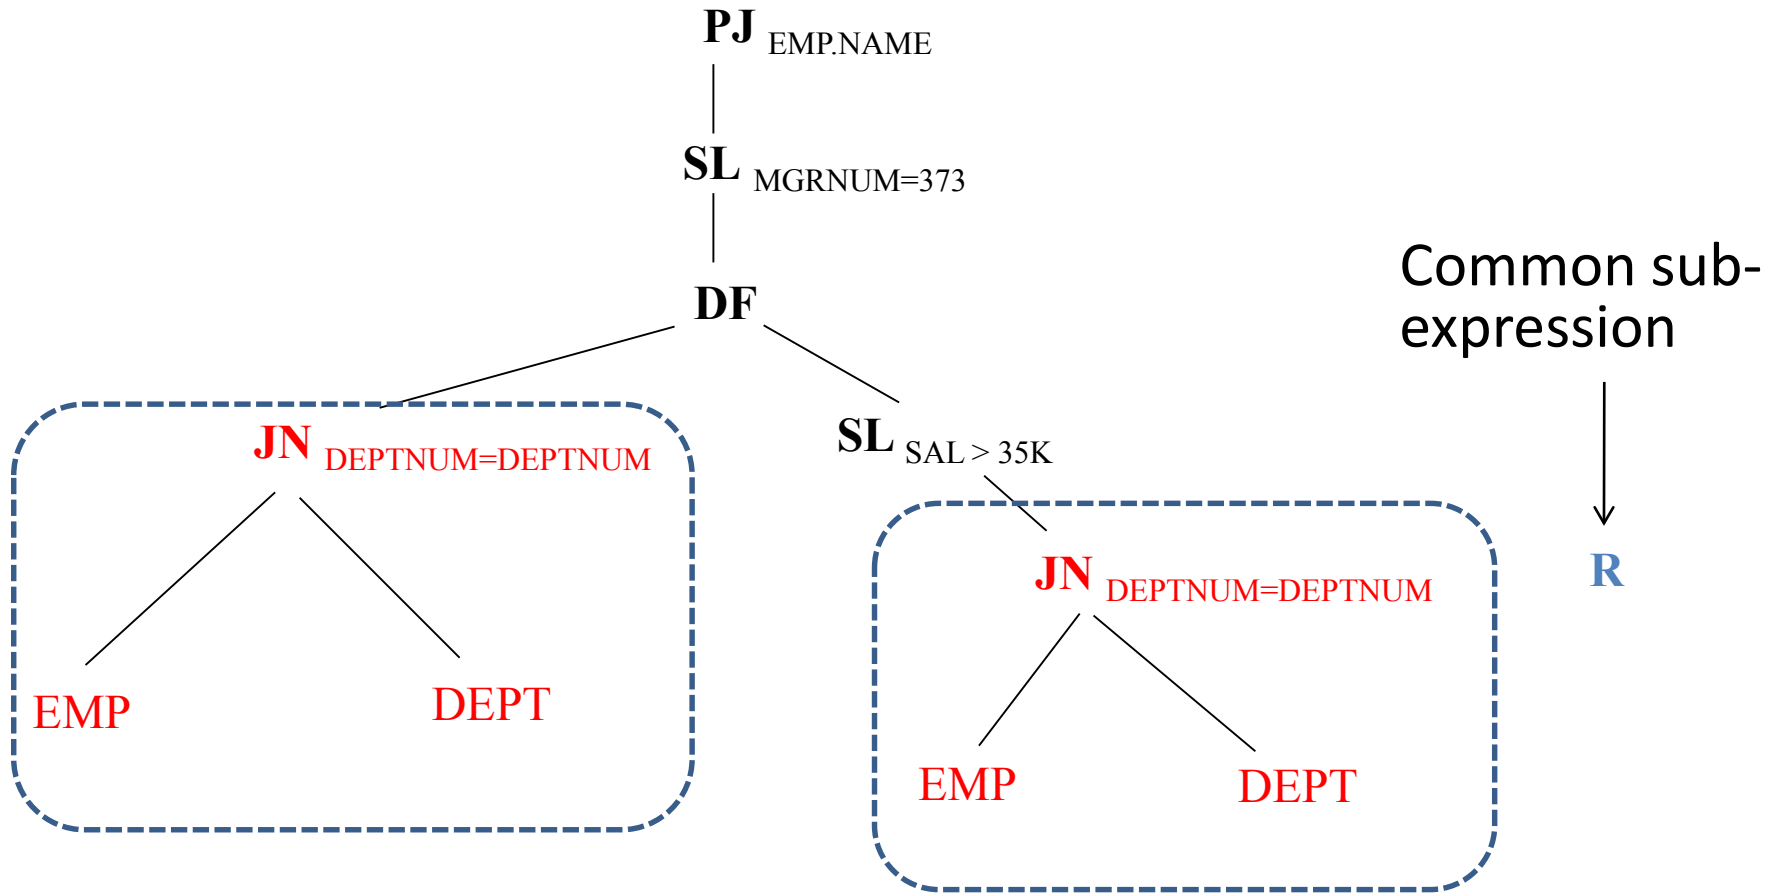 PJ EMP.NAME
SL MGRNUM=373
DF
Common sub-
expression
JN DEPTNUM=DEPTNUM
SL SAL > 35K
JN DEPTNUM=DEPTNUM
R
EMP
DEPT
EMP
DEPT